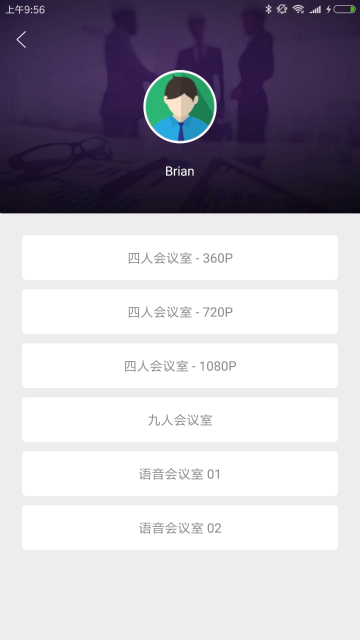 上午9:56
Brian
四人会议室 - 360P
四人会议室 - 720P
四人会议室 - 1080P
九人会议室
语音会议室 01
语音会议室 02